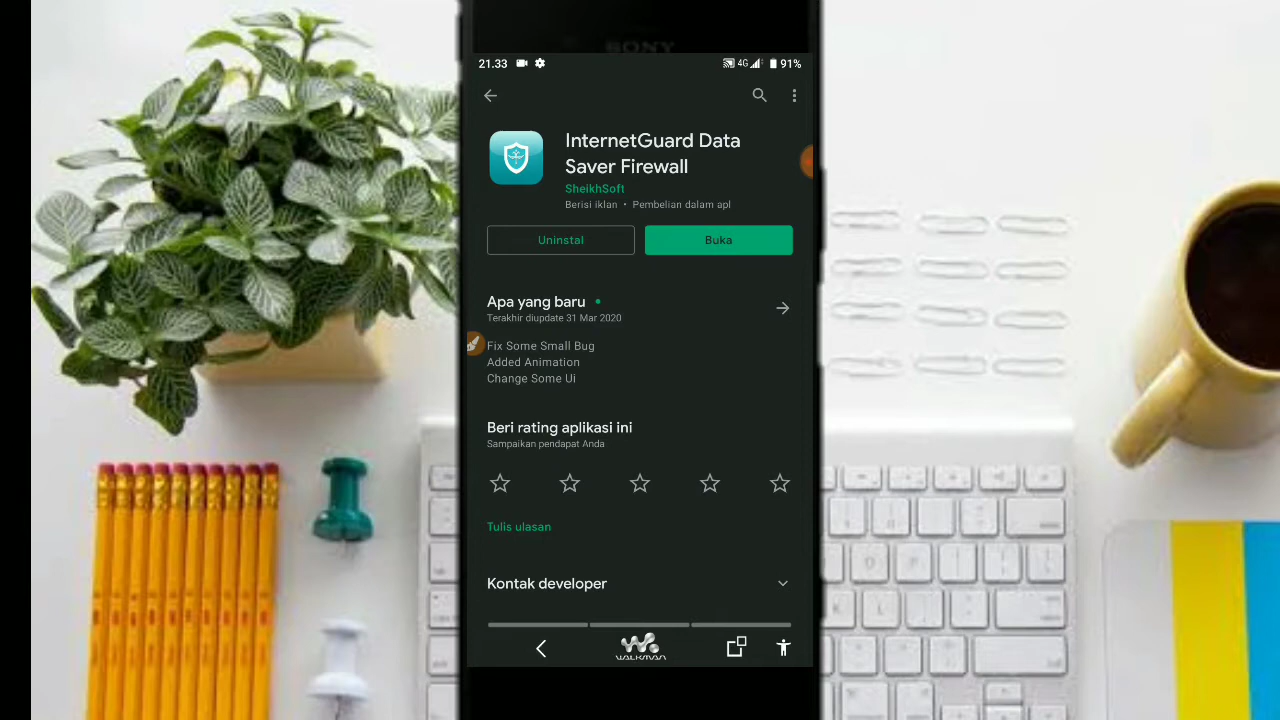 SONY
21.33
4G
91%
InternetGuard Data
Saver Firewall
SheikhSoft
Berisi iklan • Pembelian dalam apl
Uninstal
Buka
Apa yang baru
Terakhir diupdate 31 Mar 2020
Fix Some Small Bug
Added Animation
Change Some Ui
Beri rating aplikasi ini
Sampaikan pendapat Anda
Tulis ulasan
Kontak developer
WALKMAN